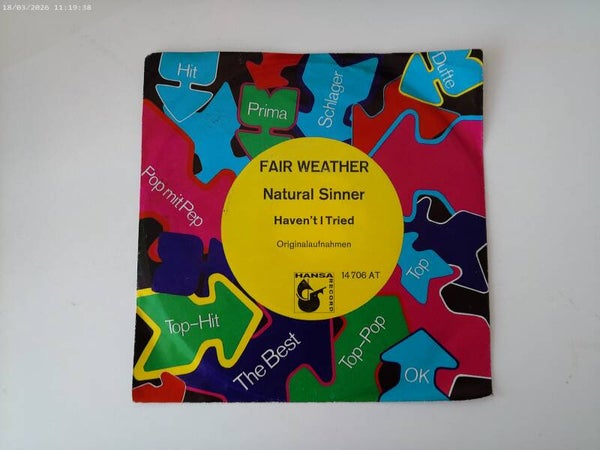 18/03/2026 11:19:38
Hit
Prima
Schlager
Dufte
Pop mit Pep
FAIR WEATHER
Natural Sinner
Haven't I Tried
Originalaufnahmen
HANSA
RECORD
14 706 AT
Top
Top-Hit
The Best
Top-Pop
OK